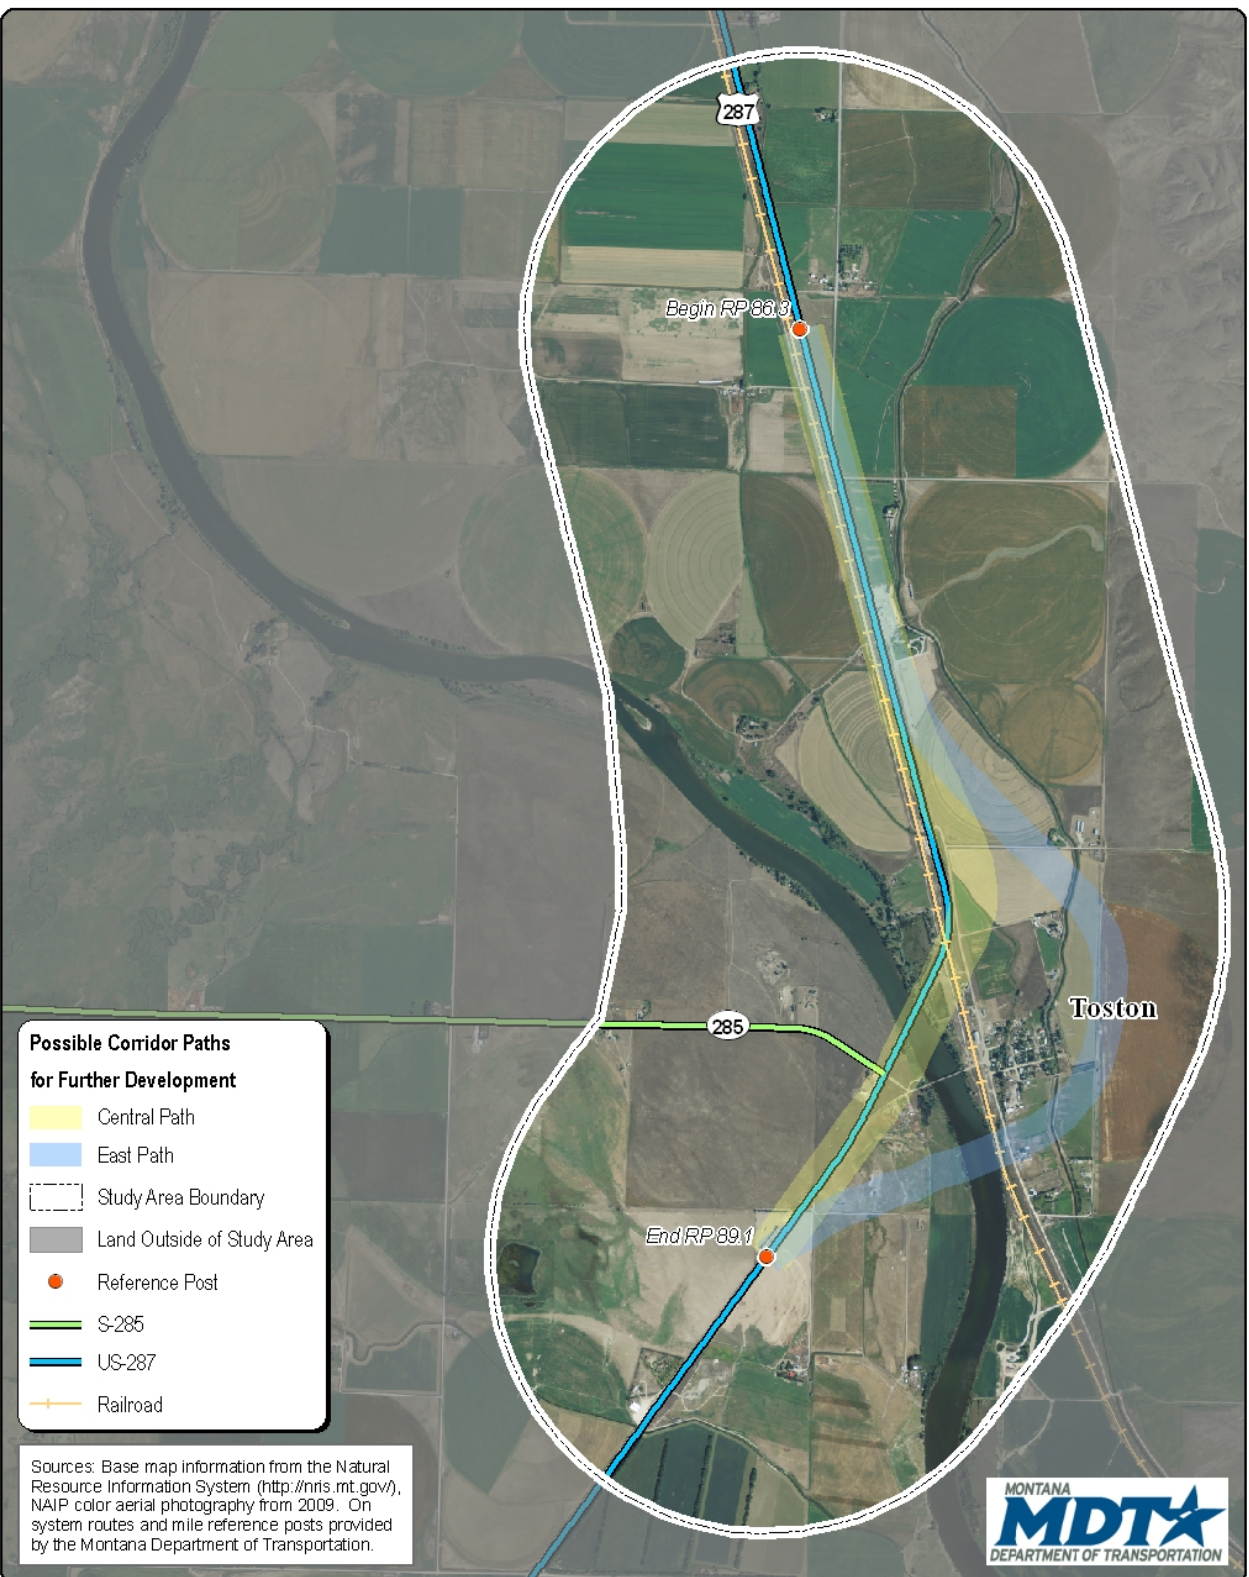 287
Begin RP 86.3
Toston
285
End RP 89.1
Possible Corridor Paths
for Further Development
Central Path
East Path
Study Area Boundary
Land Outside of Study Area
Reference Post
S-285
US-287
Railroad
Sources: Base map information from the Natural
Resource Information System (http://nris.mt.gov/),
NAIP color aerial photography from 2009. On
system routes and mile reference posts provided
by the Montana Department of Transportation.
MONTANA
MDT
DEPARTMENT OF TRANSPORTATION